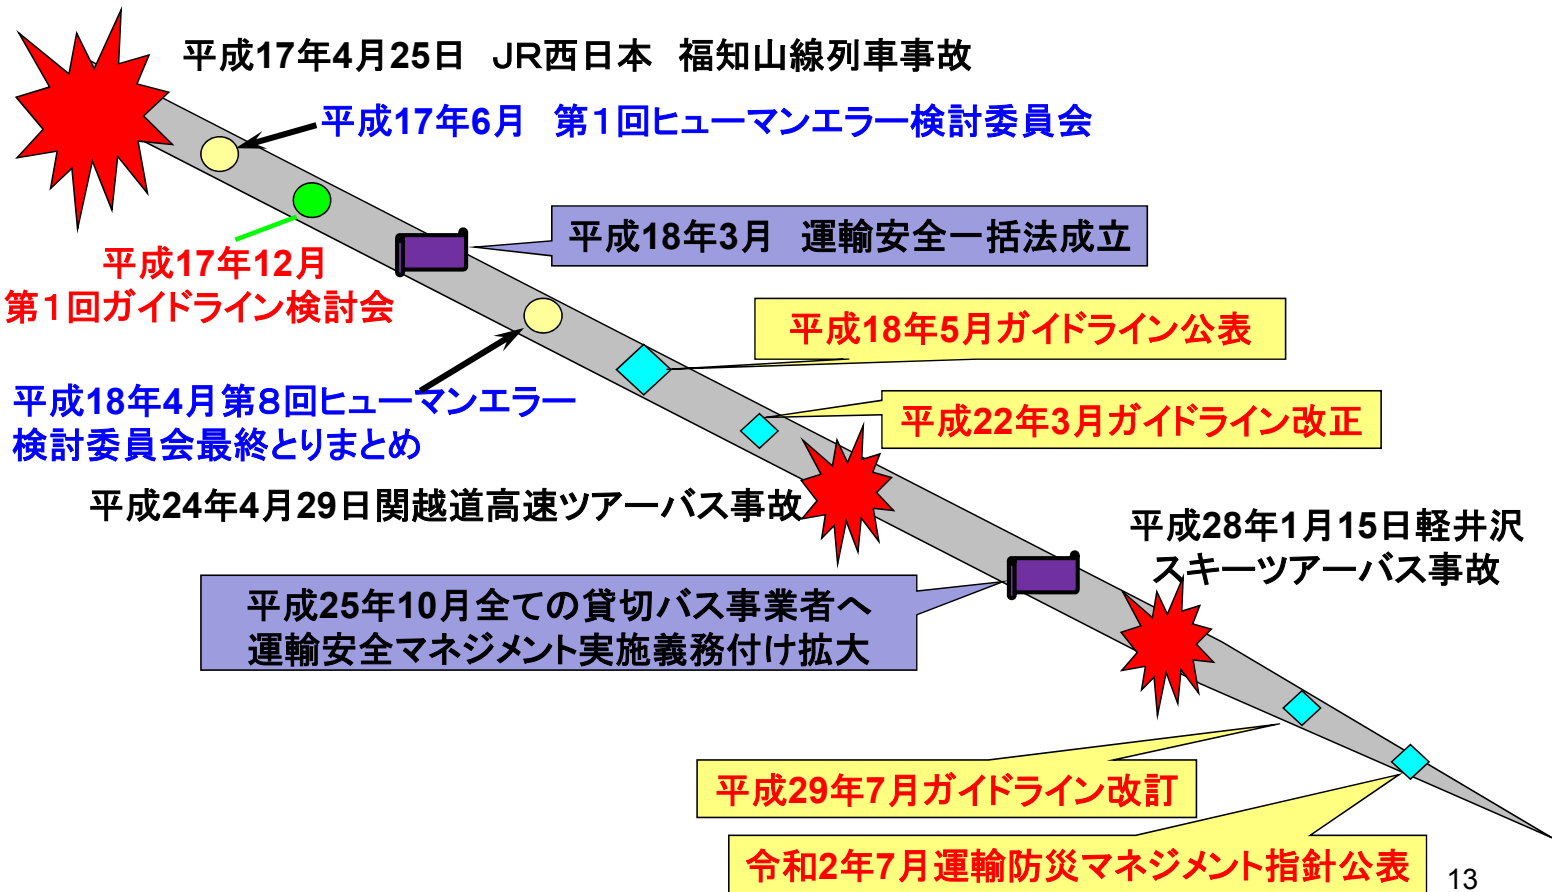 平成17年4月25日　JR西日本　福知山線列車事故
平成17年6月　第1回ヒューマンエラー検討委員会
平成18年3月　運輸安全一括法成立
平成17年12月
第1回ガイドライン検討会
平成18年5月ガイドライン公表
平成18年4月第8回ヒューマンエラー
検討委員会最終とりまとめ
平成22年3月ガイドライン改正
平成24年4月29日関越道高速ツアーバス事故
平成28年1月15日軽井沢
スキーツアーバス事故
平成25年10月全ての貸切バス事業者へ
運輸安全マネジメント実施義務付け拡大
平成29年7月ガイドライン改訂
令和2年7月運輸防災マネジメント指針公表
13